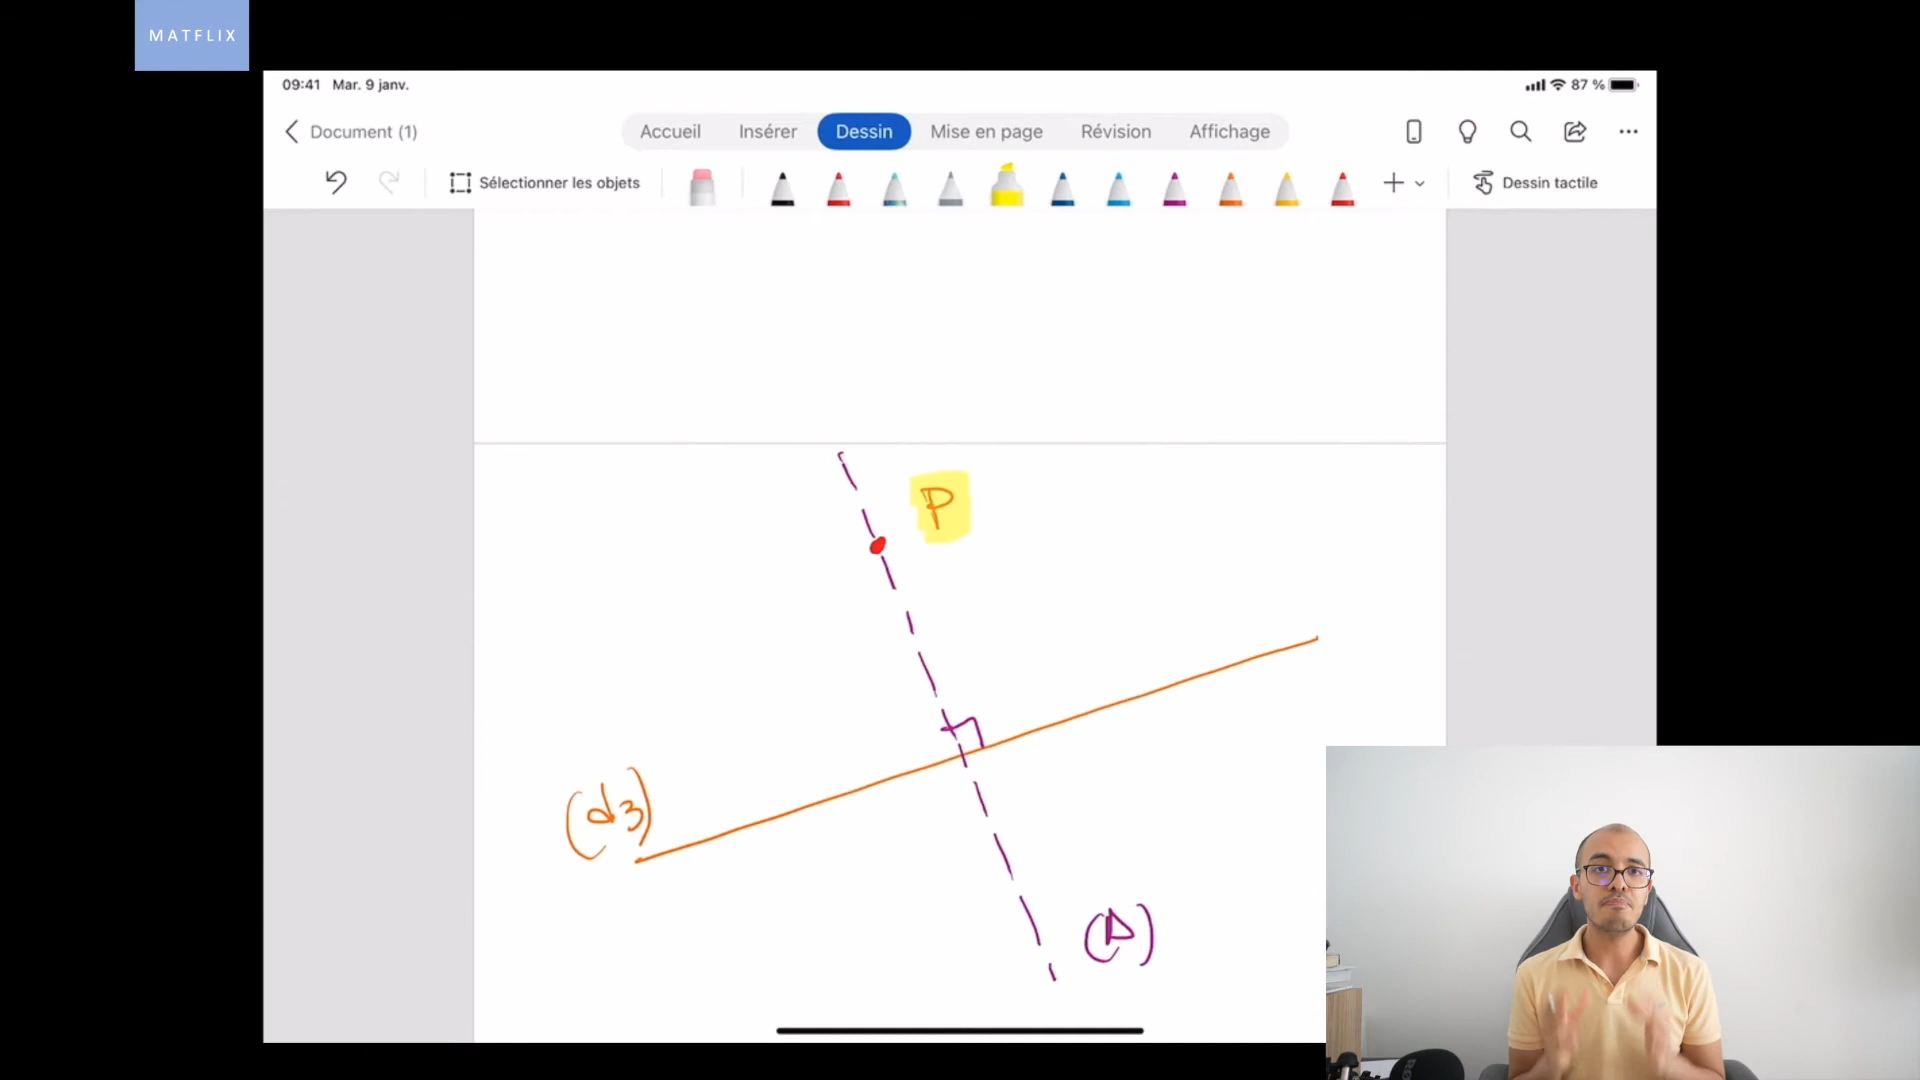 MATFLIX
09:41 Mar. 9 janv.
87 %
Document (1)
Accueil Insérer Dessin Mise en page Révision Affichage
Sélectionner les objets
Dessin tactile
P
(d3)
(Δ)